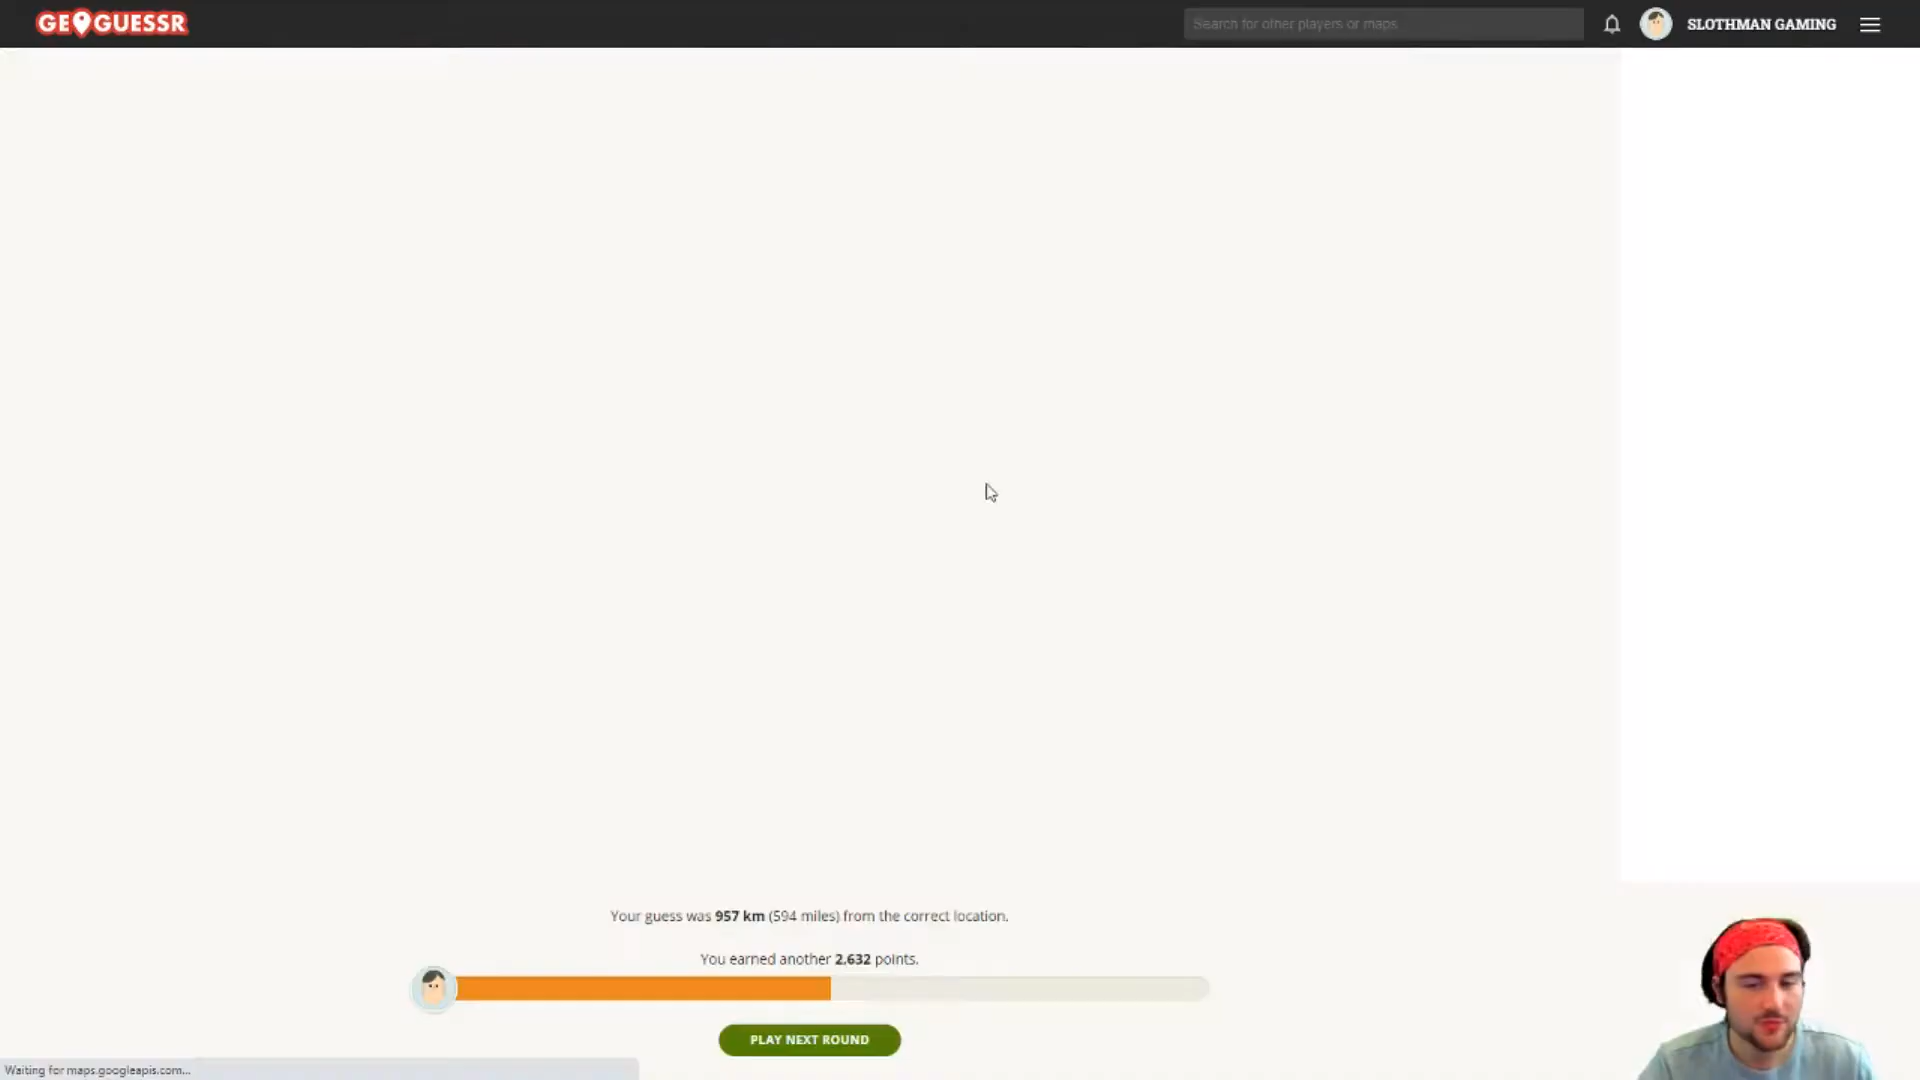 GEOGUESSR
Search for other players or maps
SLOTHMAN GAMING
Your guess was 957 km (594 miles) from the correct location.
You earned another 2,632 points.
PLAY NEXT ROUND
Waiting for maps.googleapis.com...